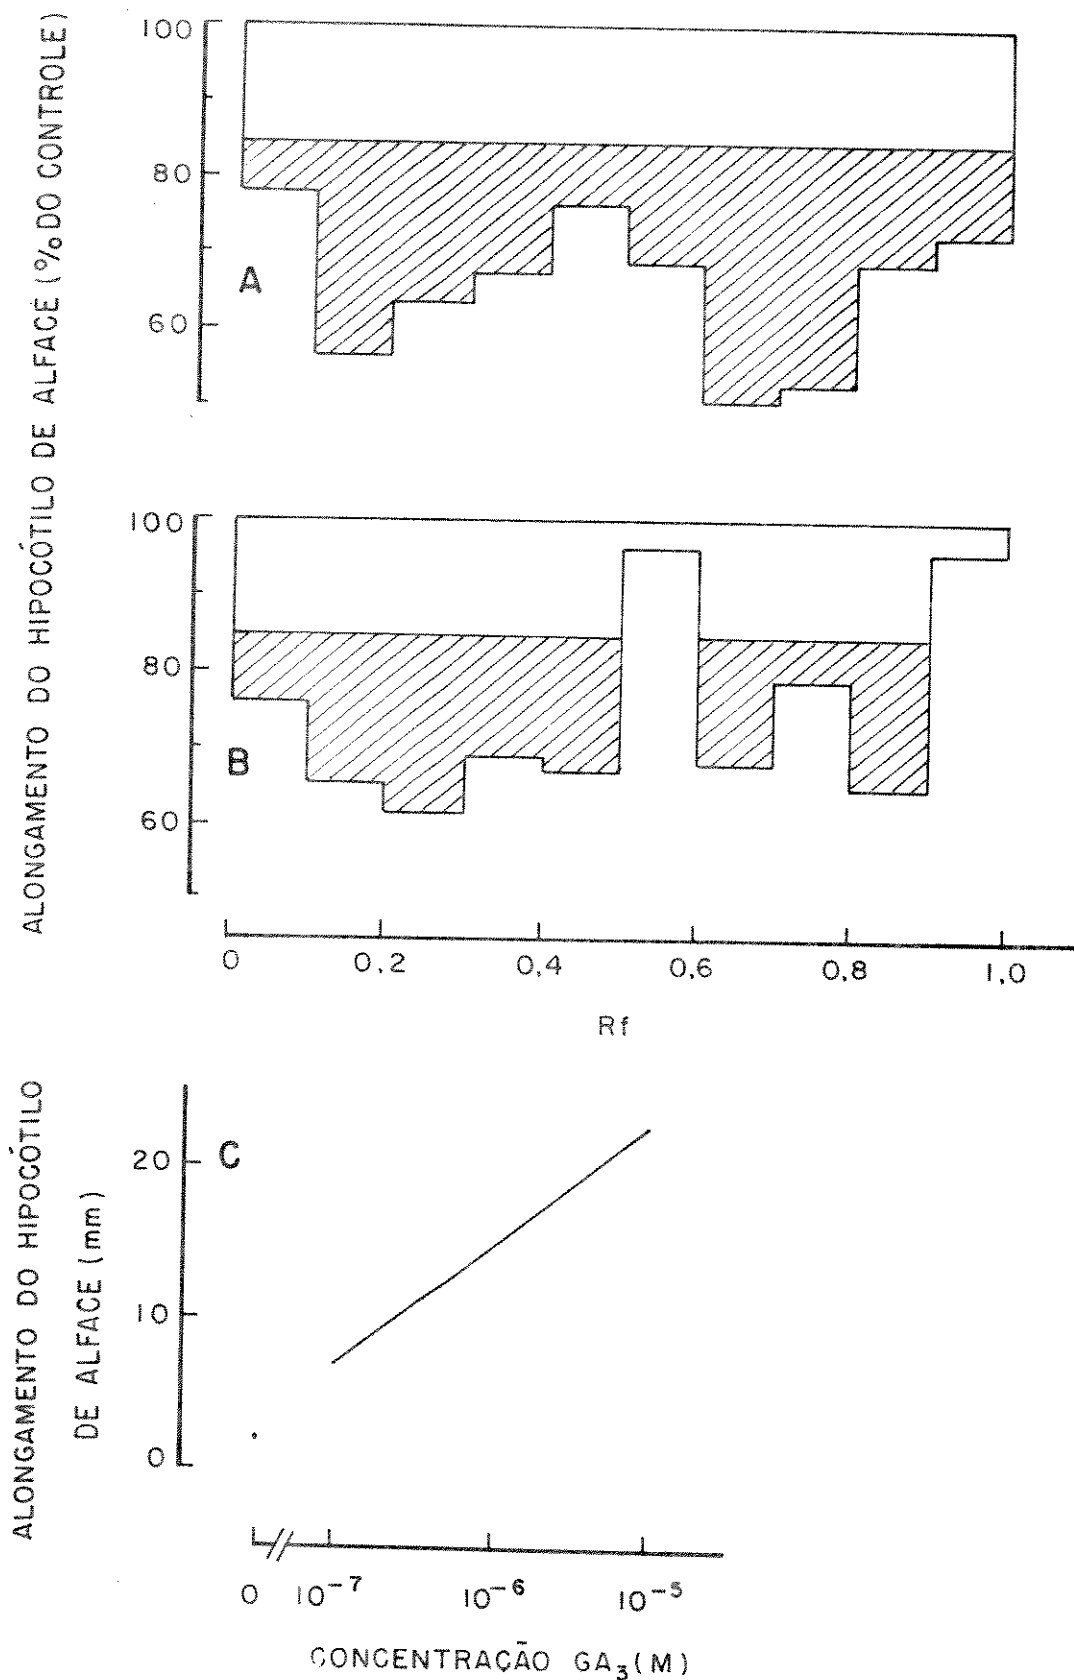 ALONGAMENTO DO HIPOCÓTILO DE ALFACE (% DO CONTROLE)
100
80
60
A
100
80
60
B
0 0,2 0,4 0,6 0,8 1,0
Rf
ALONGAMENTO DO HIPOCÓTILO
DE ALFACE (mm)
20
10
0
C
0 10⁻⁷ 10⁻⁶ 10⁻⁵
CONCENTRAÇÃO GA₃(M)